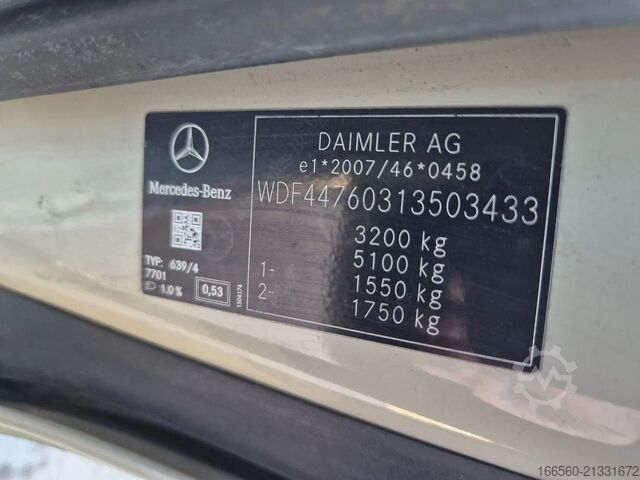 Mercedes-Benz
TYP: 639/4
7701
1.0%
0,53
1504174
DAIMLER AG
e1*2007/46*0458
WDF44760313503433
3200 kg
1- 5100 kg
2- 1550 kg
1750 kg
166560-21331672